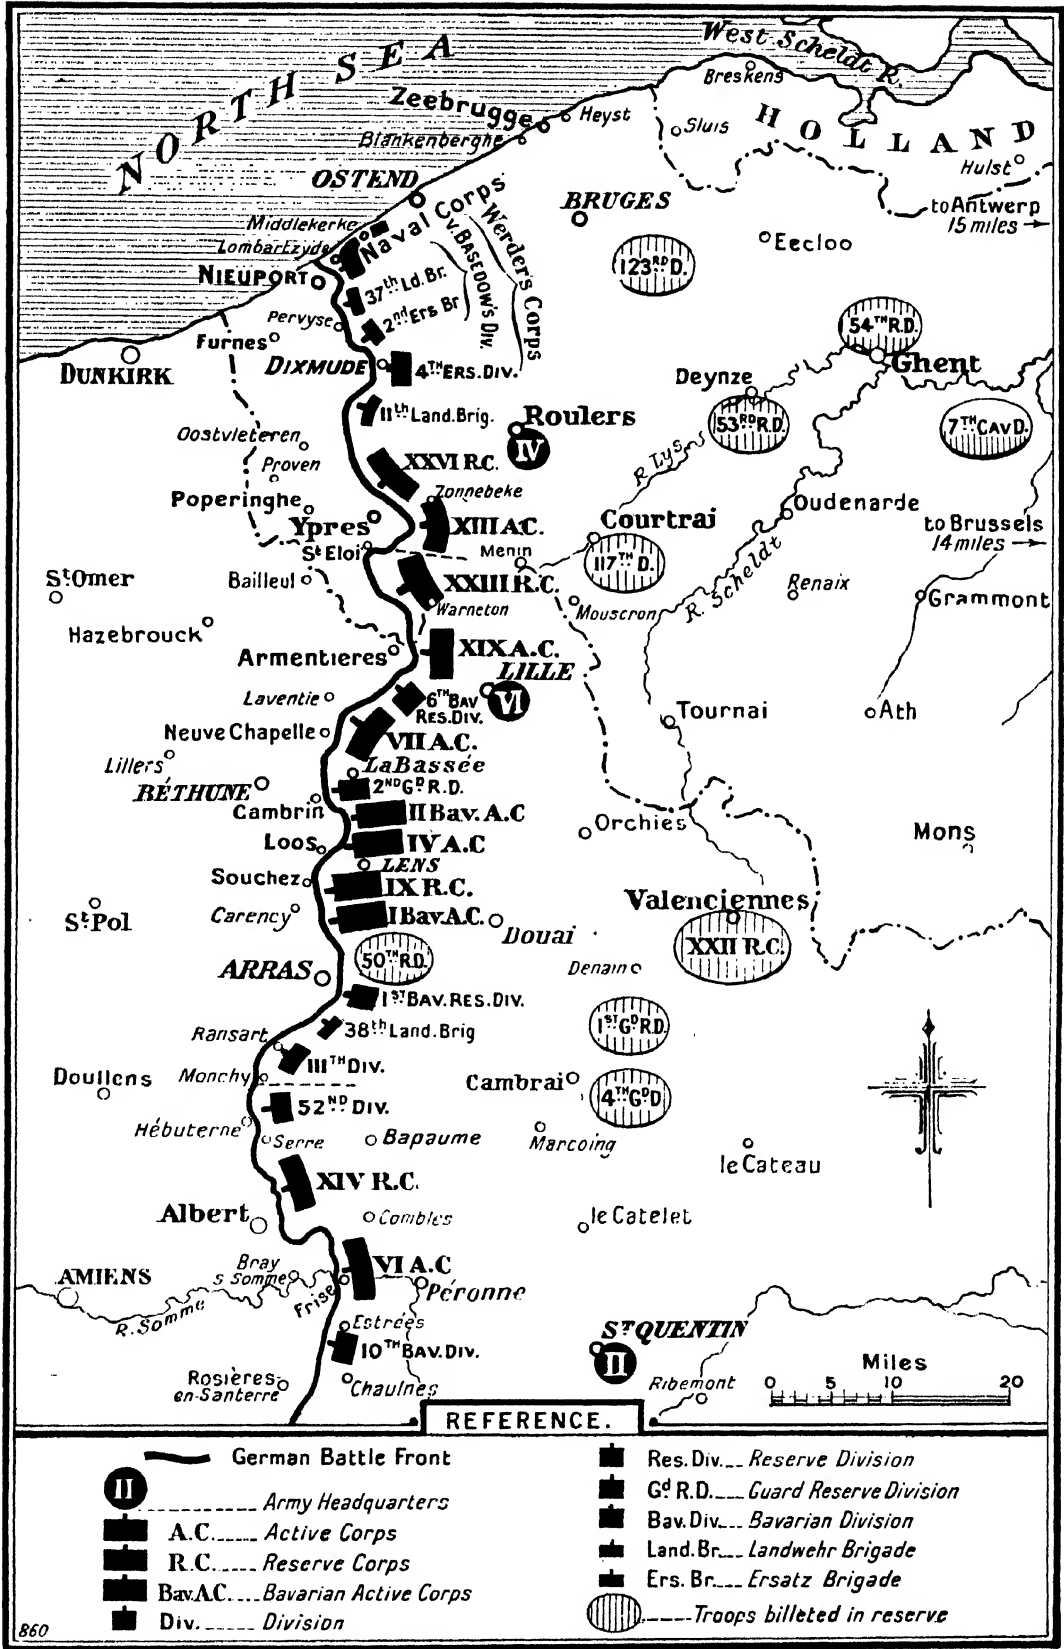 NORTH SEA
West Scheldt R.
Breskens
Zeebrugge
Heyst
Blankenberghe
Sluis
HOLLAND
Hulst
OSTEND
BRUGES
to Antwerp
15 miles
Middlekerke
Lombartzyde
Naval Corps
Werder's Corps
v. BASEDOW'S Div.
Eecloo
123RD D.
NIEUPORT
37th Ld. Br.
2nd Ers Br
Pervyse
Furnes
54TH R.D.
Ghent
DUNKIRK
DIXMUDE
4TH ERS. DIV.
Deynze
11th Land. Brig.
Roulers
IV
53RD R.D.
7TH CAV D.
Oostvleteren
Proven
XXVI R.C.
R. Lys
Zonnebeke
Poperinghe
Ypres
XIII A.C.
Oudenarde
Courtrai
to Brussels
14 miles
St Eloi
Menin
117TH D.
St Omer
Bailleul
XXIII R.C.
Warneton
Mouscron
R. Scheldt
Renaix
Grammont
Hazebrouck
Armentieres
XIX A.C.
LILLE
VI
Laventie
6TH BAV
RES. DIV.
Tournai
Ath
Neuve Chapelle
VII A.C.
Lillers
La Bassée
BÉTHUNE
2ND GD R.D.
Cambrin
II Bav. A.C
Orchies
Mons
Loos
IV A.C
LENS
Souchez
IX R.C.
Valenciennes
St Pol
Carency
I Bav. A.C.
Douai
XXII R.C.
50TH R.D.
Denain
ARRAS
1ST BAV. RES. DIV.
1ST GD R.D.
38th Land. Brig
Ransart
111TH DIV.
Doullens
Monchy
Cambrai
4TH GD D
52ND DIV.
Hébuterne
Serre
Bapaume
Marcoing
le Cateau
XIV R.C.
Albert
Combles
le Catelet
Bray
s Somme
VI A.C
AMIENS
Frise
Péronne
R. Somme
Estrées
10TH BAV. DIV.
ST QUENTIN
II
Rosières
en-Santerre
Chaulnes
Ribemont
Miles
0 5 10 20
REFERENCE.
German Battle Front
II Army Headquarters
A.C. Active Corps
R.C. Reserve Corps
Bav. A.C. Bavarian Active Corps
Div. Division
Res. Div. Reserve Division
Gd R.D. Guard Reserve Division
Bav. Div. Bavarian Division
Land. Br. Landwehr Brigade
Ers. Br. Ersatz Brigade
Troops billeted in reserve
860